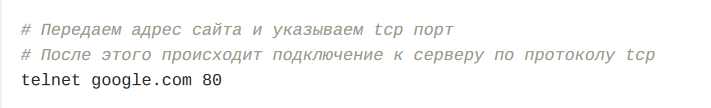 # Передаем адрес сайта и указываем tcp порт
# После этого происходит подключение к серверу по протоколу tcp
telnet google.com 80